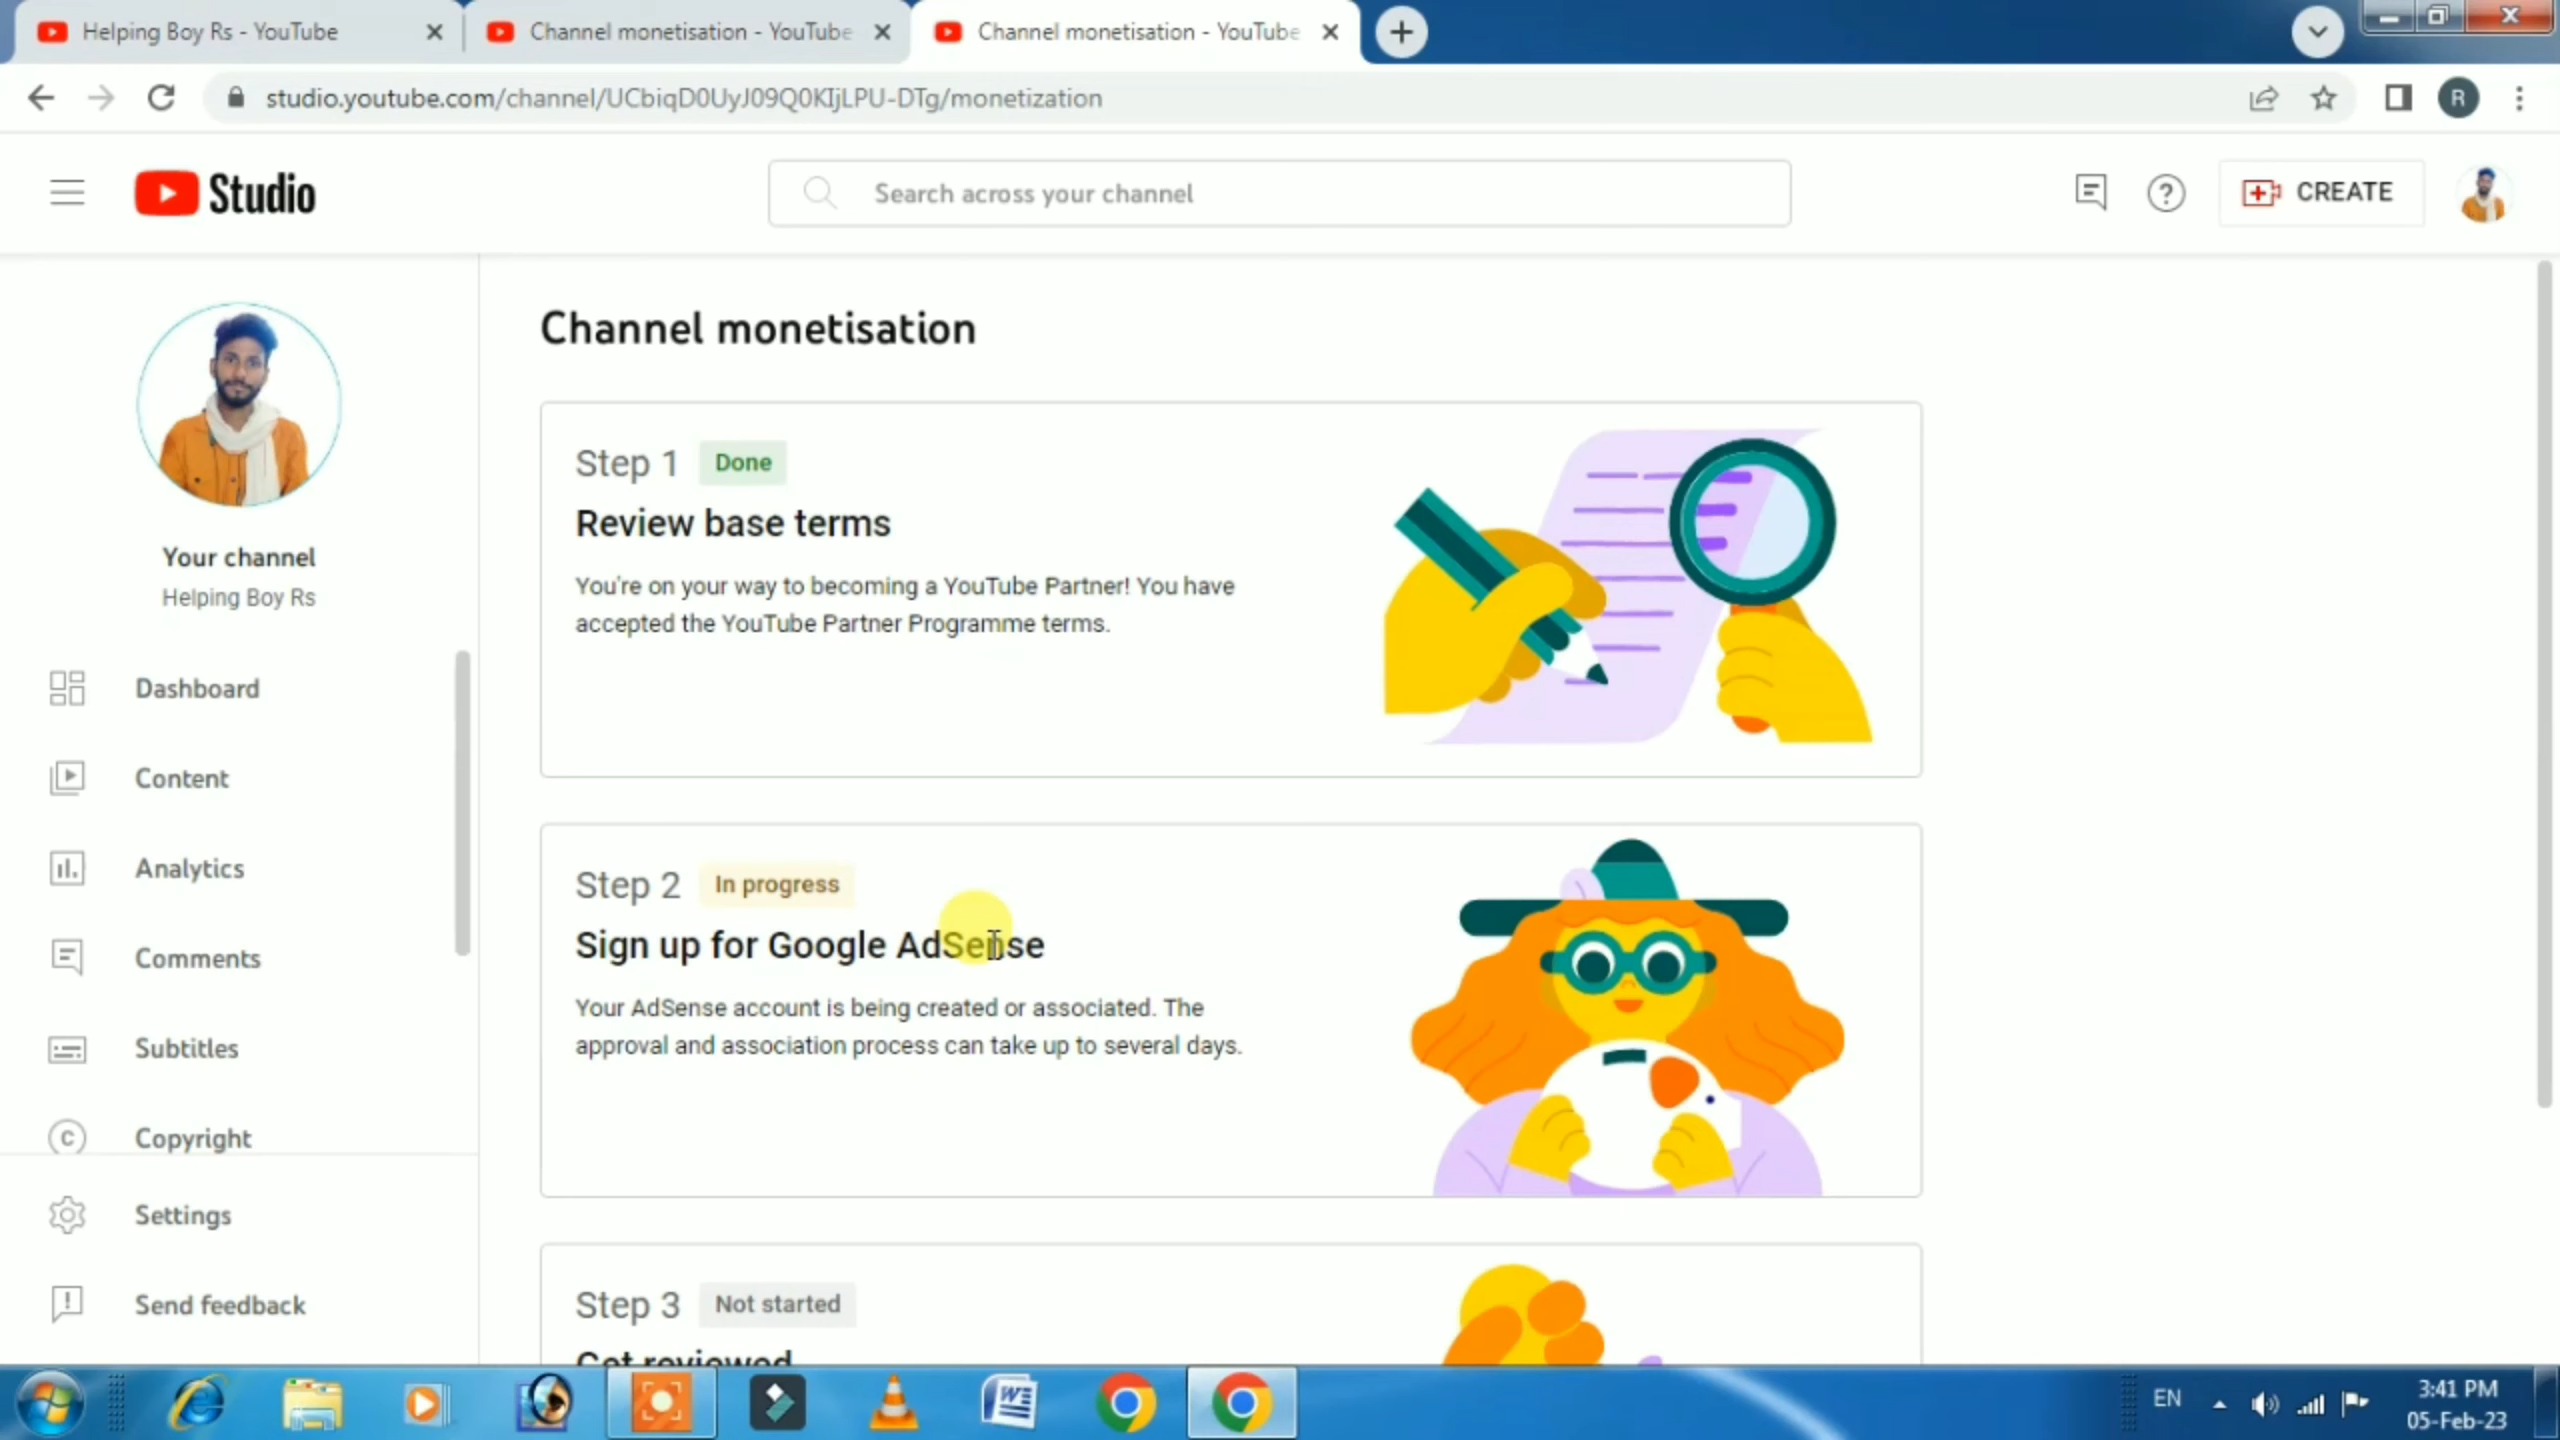 Helping Boy Rs - YouTube
Channel monetisation - YouTube
Channel monetisation - YouTube
studio.youtube.com/channel/UCbiqD0UyJ09Q0KIjLPU-DTg/monetization
R
Studio
Search across your channel
CREATE
Your channel
Helping Boy Rs
Dashboard
Content
Analytics
Comments
Subtitles
Copyright
Settings
Send feedback
Channel monetisation
Step 1 Done
Review base terms
You're on your way to becoming a YouTube Partner! You have
accepted the YouTube Partner Programme terms.
Step 2 In progress
Sign up for Google AdSense
Your AdSense account is being created or associated. The
approval and association process can take up to several days.
Step 3 Not started
Get reviewed
EN
3:41 PM
05-Feb-23